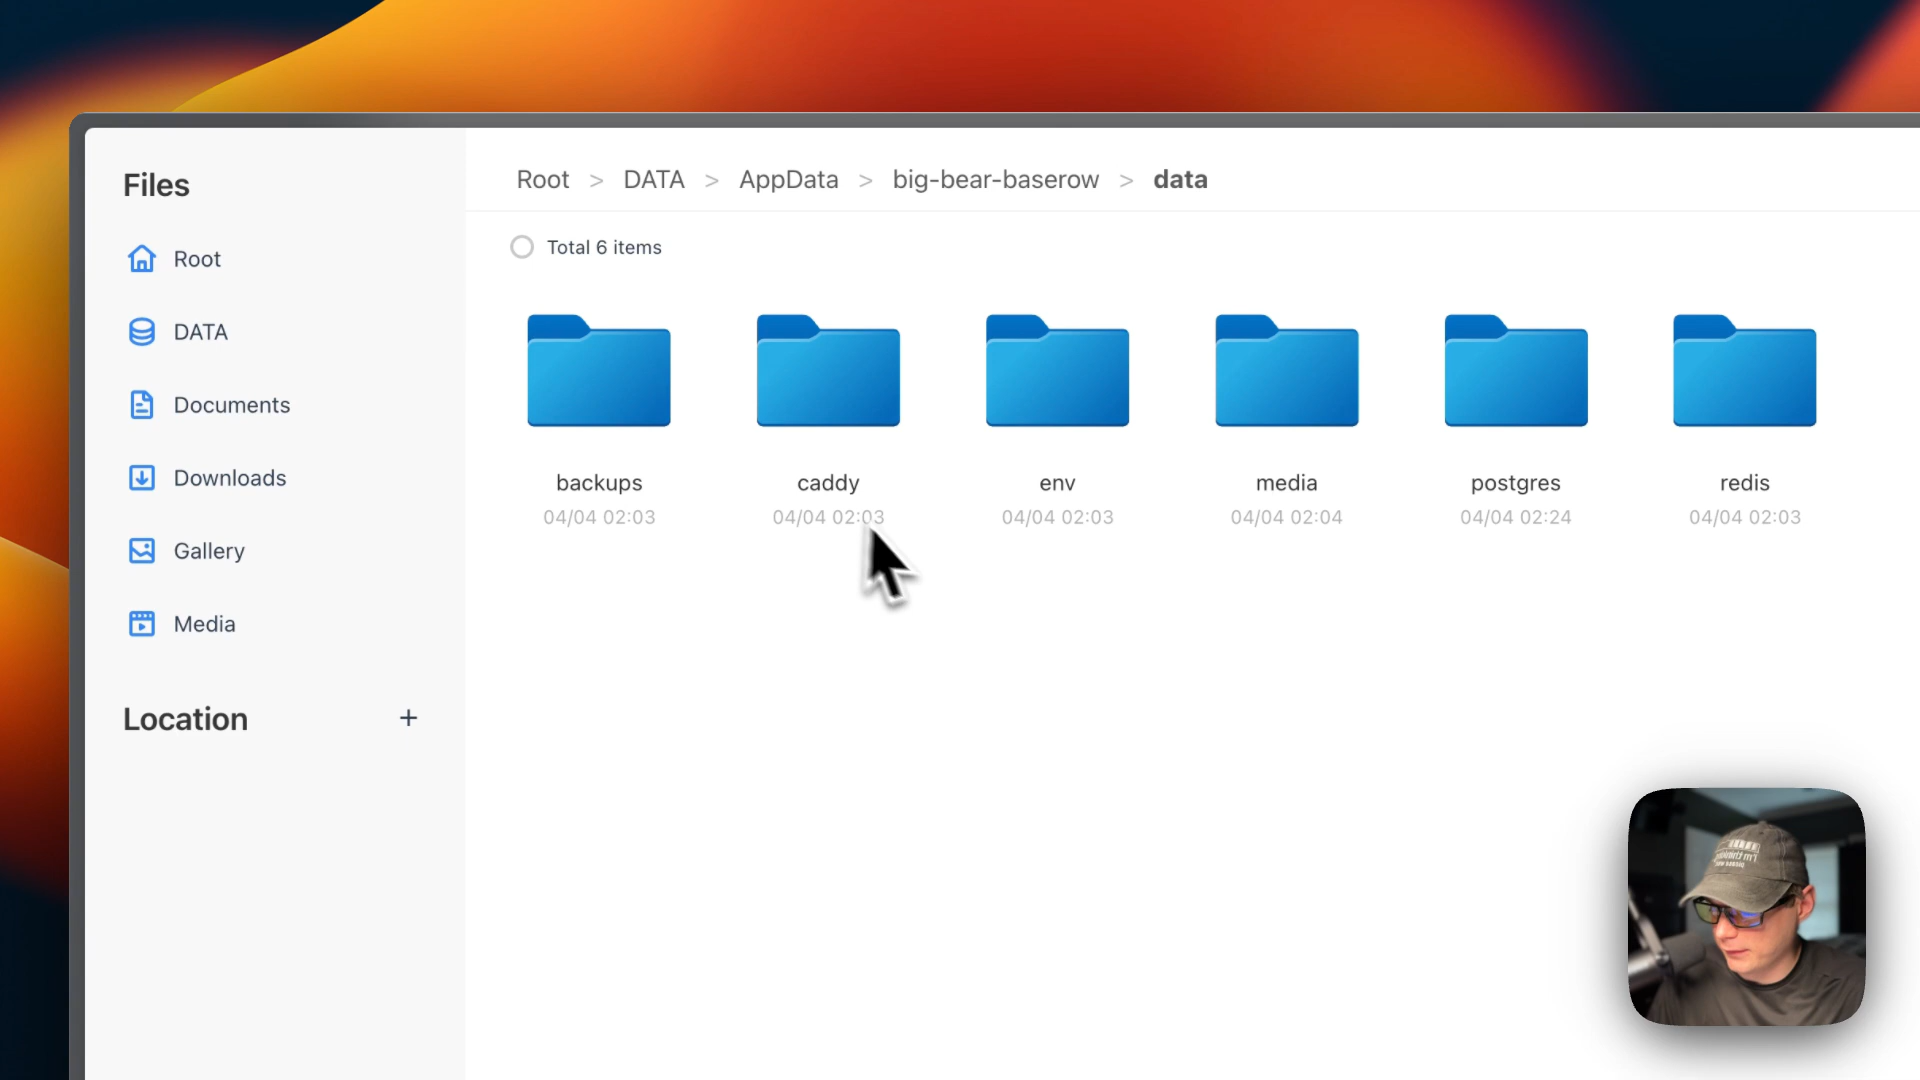 Files
Root
DATA
Documents
Downloads
Gallery
Media
Location +
Root > DATA > AppData > big-bear-baserow > data
Total 6 items
backups caddy env media postgres redis
04/04 02:03 04/04 02:03 04/04 02:03 04/04 02:04 04/04 02:24 04/04 02:03